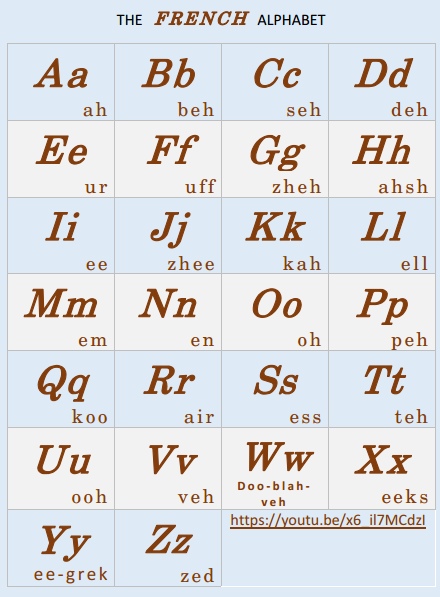 THE FRENCH ALPHABET
Aa Bb Cc Dd
ah beh seh deh
Ee Ff Gg Hh
ur uff zheh ahsh
Ii Jj Kk Ll
ee zhee kah ell
Mm Nn Oo Pp
em en oh peh
Qq Rr Ss Tt
koo air ess teh
Uu Vv Ww Xx
ooh veh Doo-blah-veh eeks
Yy Zz https://youtu.be/x6_il7MCdzI
ee-grek zed